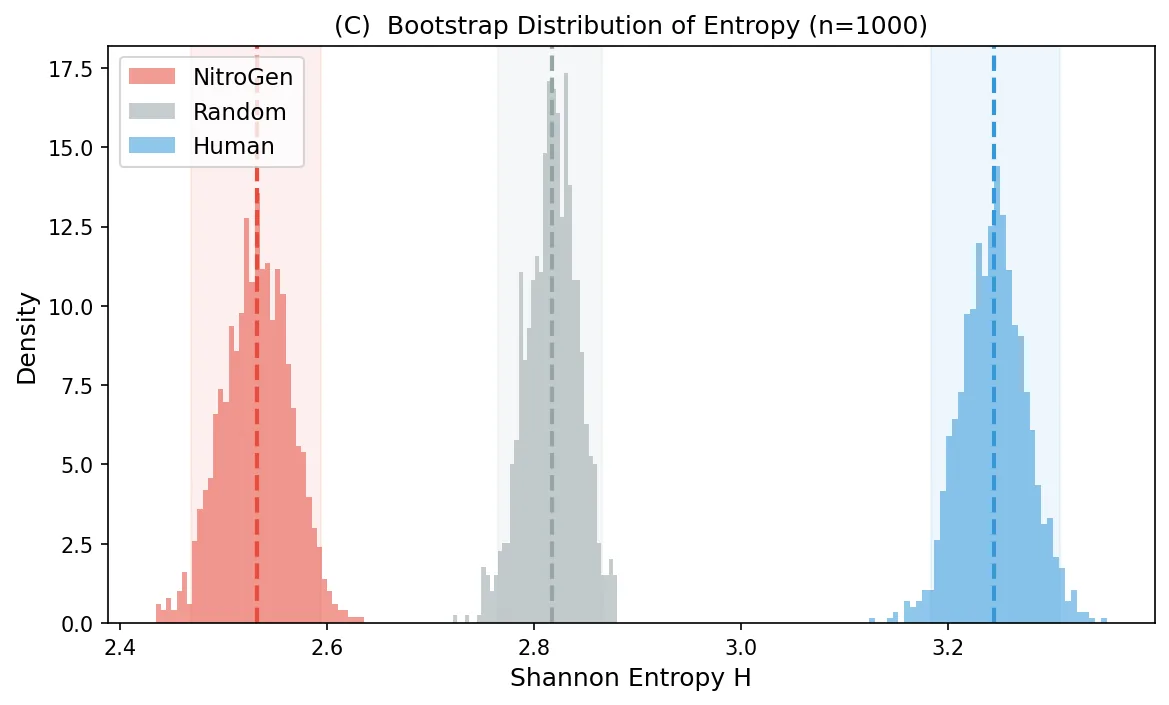 (C)  Bootstrap Distribution of Entropy (n=1000)
NitroGen
Random
Human
Density
17.5
15.0
12.5
10.0
7.5
5.0
2.5
0.0
2.4
2.6
2.8
3.0
3.2
Shannon Entropy H